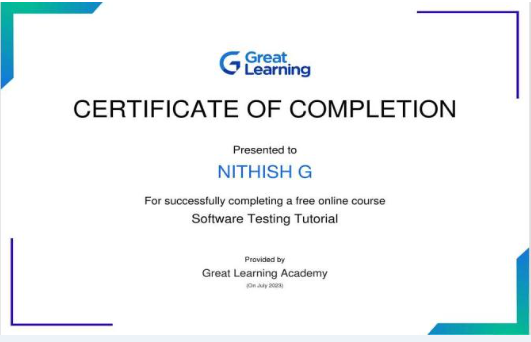 Great
Learning
CERTIFICATE OF COMPLETION
Presented to
NITHISH G
For successfully completing a free online course
Software Testing Tutorial
Provided by
Great Learning Academy
(On July 2023)